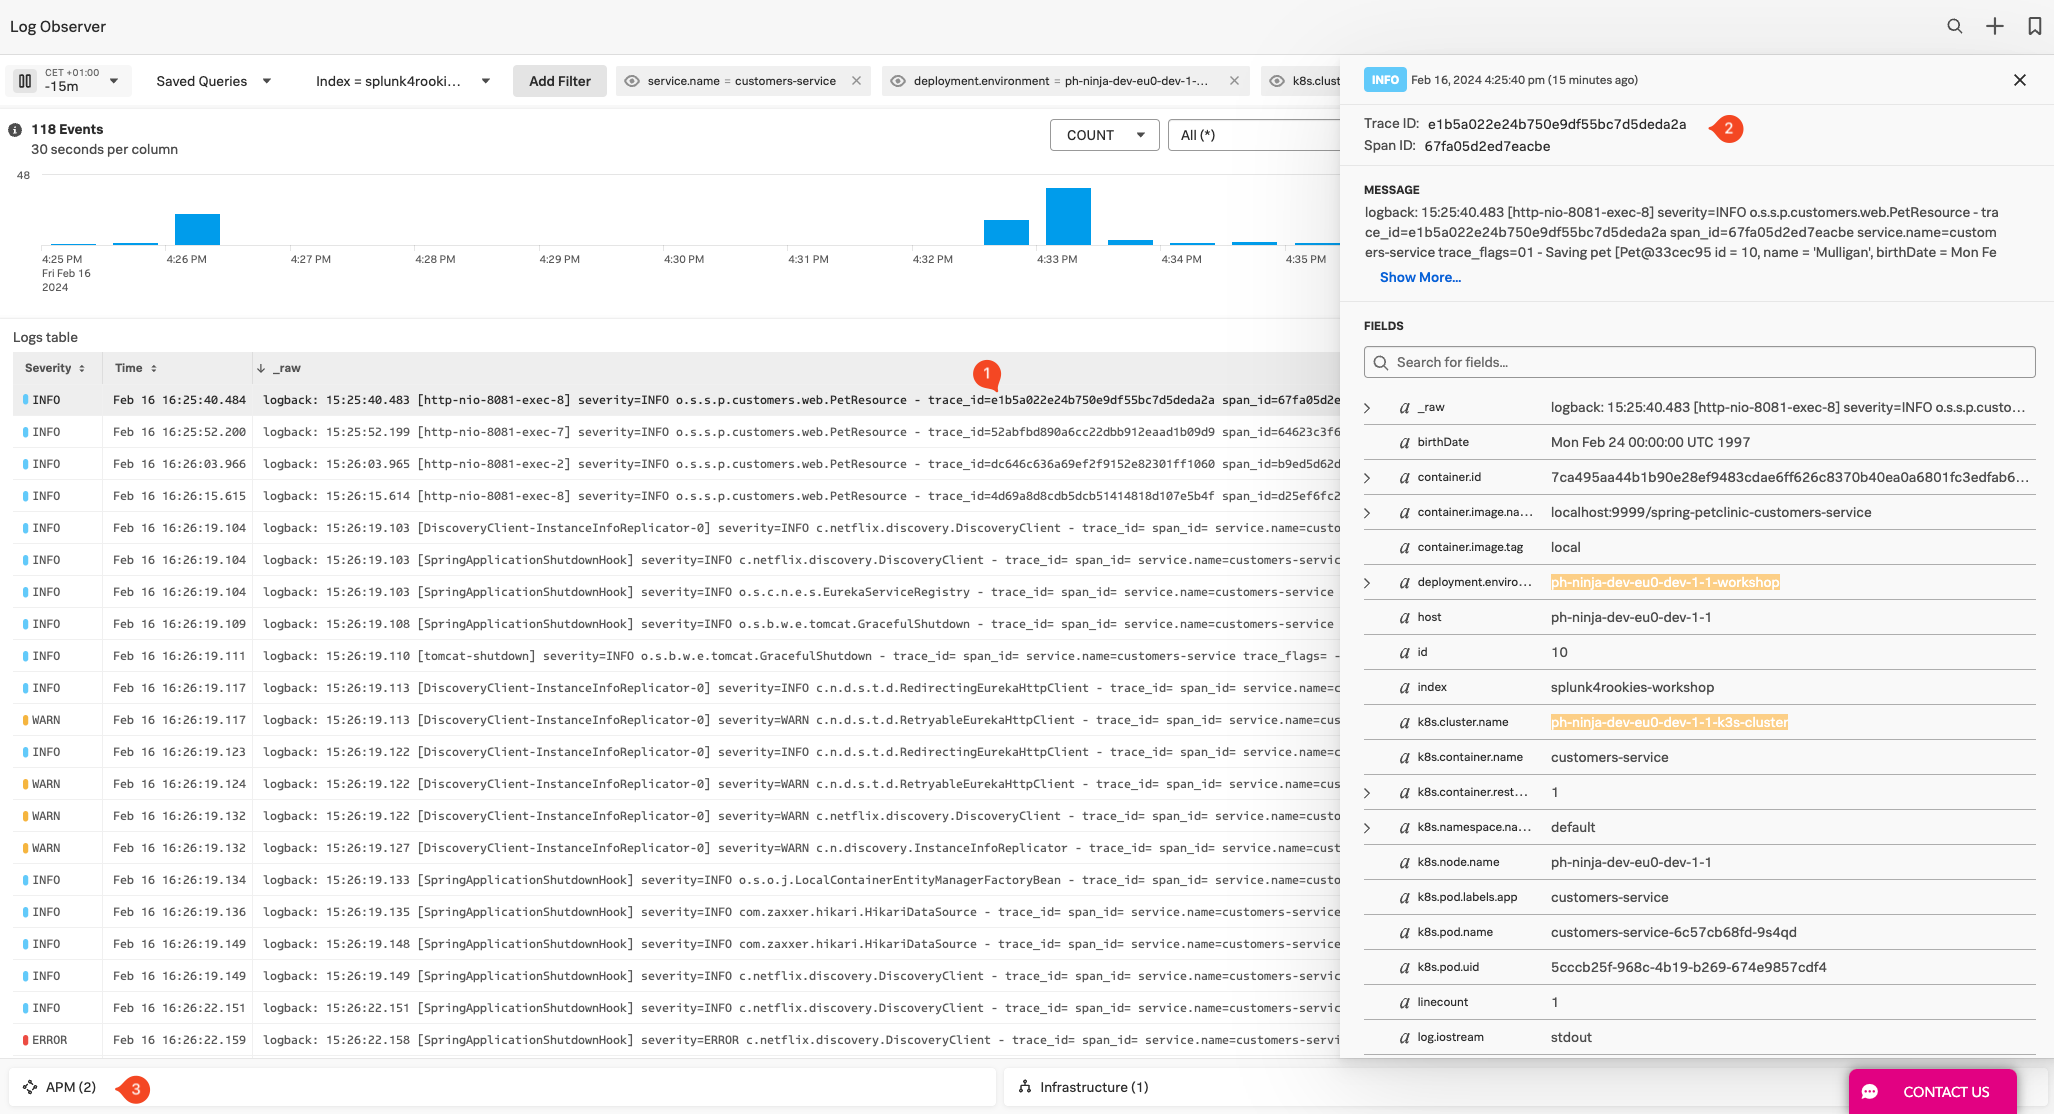 Log Observer
CET +01:00
-15m
Saved Queries
Index = splunk4rooki...
Add Filter
service.name = customers-service
deployment.environment = ph-ninja-dev-eu0-dev-1-...
k8s.clust
118 Events
30 seconds per column
COUNT
All (*)
48
4:25 PM
4:26 PM
4:27 PM
4:28 PM
4:29 PM
4:30 PM
4:31 PM
4:32 PM
4:33 PM
4:34 PM
4:35 PM
Fri Feb 16
2024
Logs table
Severity
Time
_raw
1
INFO Feb 16 16:25:40.484 logback: 15:25:40.483 [http-nio-8081-exec-8] severity=INFO o.s.s.p.customers.web.PetResource - trace_id=e1b5a022e24b750e9df55bc7d5deda2a span_id=67fa05d2e
INFO Feb 16 16:25:52.200 logback: 15:25:52.199 [http-nio-8081-exec-7] severity=INFO o.s.s.p.customers.web.PetResource - trace_id=52abfbd890a6cc22dbb912eaad1b09d9 span_id=64623c3f6
INFO Feb 16 16:26:03.966 logback: 15:26:03.965 [http-nio-8081-exec-2] severity=INFO o.s.s.p.customers.web.PetResource - trace_id=dc646c636a69ef2f9152e82301ff1060 span_id=b9ed5d62d
INFO Feb 16 16:26:15.615 logback: 15:26:15.614 [http-nio-8081-exec-8] severity=INFO o.s.s.p.customers.web.PetResource - trace_id=4d69a8d8cdb5dcb51414818d107e5b4f span_id=d25ef6fc2
INFO Feb 16 16:26:19.104 logback: 15:26:19.103 [DiscoveryClient-InstanceInfoReplicator-0] severity=INFO c.netflix.discovery.DiscoveryClient - trace_id= span_id= service.name=custo
INFO Feb 16 16:26:19.104 logback: 15:26:19.103 [SpringApplicationShutdownHook] severity=INFO c.netflix.discovery.DiscoveryClient - trace_id= span_id= service.name=customers-servi
INFO Feb 16 16:26:19.104 logback: 15:26:19.103 [SpringApplicationShutdownHook] severity=INFO o.s.c.n.e.s.EurekaServiceRegistry - trace_id= span_id= service.name=customers-service
INFO Feb 16 16:26:19.109 logback: 15:26:19.108 [SpringApplicationShutdownHook] severity=INFO o.s.b.w.e.tomcat.GracefulShutdown - trace_id= span_id= service.name=customers-service
INFO Feb 16 16:26:19.111 logback: 15:26:19.110 [tomcat-shutdown] severity=INFO o.s.b.w.e.tomcat.GracefulShutdown - trace_id= span_id= service.name=customers-service trace_flags= -
INFO Feb 16 16:26:19.117 logback: 15:26:19.113 [DiscoveryClient-InstanceInfoReplicator-0] severity=INFO c.n.d.s.t.d.RedirectingEurekaHttpClient - trace_id= span_id= service.name=c
WARN Feb 16 16:26:19.117 logback: 15:26:19.113 [DiscoveryClient-InstanceInfoReplicator-0] severity=WARN c.n.d.s.t.d.RetryableEurekaHttpClient - trace_id= span_id= service.name=cus
INFO Feb 16 16:26:19.123 logback: 15:26:19.122 [DiscoveryClient-InstanceInfoReplicator-0] severity=INFO c.n.d.s.t.d.RedirectingEurekaHttpClient - trace_id= span_id= service.name=c
WARN Feb 16 16:26:19.124 logback: 15:26:19.122 [DiscoveryClient-InstanceInfoReplicator-0] severity=WARN c.n.d.s.t.d.RetryableEurekaHttpClient - trace_id= span_id= service.name=cus
WARN Feb 16 16:26:19.132 logback: 15:26:19.122 [DiscoveryClient-InstanceInfoReplicator-0] severity=WARN c.netflix.discovery.DiscoveryClient - trace_id= span_id= service.name=custo
WARN Feb 16 16:26:19.132 logback: 15:26:19.127 [DiscoveryClient-InstanceInfoReplicator-0] severity=WARN c.n.discovery.InstanceInfoReplicator - trace_id= span_id= service.name=cust
INFO Feb 16 16:26:19.134 logback: 15:26:19.133 [SpringApplicationShutdownHook] severity=INFO o.s.o.j.LocalContainerEntityManagerFactoryBean - trace_id= span_id= service.name=custo
INFO Feb 16 16:26:19.136 logback: 15:26:19.135 [SpringApplicationShutdownHook] severity=INFO com.zaxxer.hikari.HikariDataSource - trace_id= span_id= service.name=customers-service
INFO Feb 16 16:26:19.149 logback: 15:26:19.148 [SpringApplicationShutdownHook] severity=INFO com.zaxxer.hikari.HikariDataSource - trace_id= span_id= service.name=customers-service
INFO Feb 16 16:26:19.149 logback: 15:26:19.149 [SpringApplicationShutdownHook] severity=INFO c.netflix.discovery.DiscoveryClient - trace_id= span_id= service.name=customers-servi
INFO Feb 16 16:26:22.151 logback: 15:26:22.151 [SpringApplicationShutdownHook] severity=INFO c.netflix.discovery.DiscoveryClient - trace_id= span_id= service.name=customers-servi
ERROR Feb 16 16:26:22.159 logback: 15:26:22.158 [SpringApplicationShutdownHook] severity=ERROR c.netflix.discovery.DiscoveryClient - trace_id= span_id= service.name=customers-serv
APM (2)
3
Infrastructure (1)
INFO Feb 16, 2024 4:25:40 pm (15 minutes ago)
Trace ID: e1b5a022e24b750e9df55bc7d5deda2a
2
Span ID: 67fa05d2ed7eacbe
MESSAGE
logback: 15:25:40.483 [http-nio-8081-exec-8] severity=INFO o.s.s.p.customers.web.PetResource - tra
ce_id=e1b5a022e24b750e9df55bc7d5deda2a span_id=67fa05d2ed7eacbe service.name=custom
ers-service trace_flags=01 - Saving pet [Pet@33cec95 id = 10, name = 'Mulligan', birthDate = Mon Fe
Show More...
FIELDS
Search for fields...
a _raw logback: 15:25:40.483 [http-nio-8081-exec-8] severity=INFO o.s.s.p.custo...
a birthDate Mon Feb 24 00:00:00 UTC 1997
a container.id 7ca495aa44b1b90e28ef9483cdae6ff626c8370b40ea0a6801fc3edfab6...
a container.image.na... localhost:9999/spring-petclinic-customers-service
a container.image.tag local
a deployment.enviro... ph-ninja-dev-eu0-dev-1-1-workshop
a host ph-ninja-dev-eu0-dev-1-1
a id 10
a index splunk4rookies-workshop
a k8s.cluster.name ph-ninja-dev-eu0-dev-1-1-k3s-cluster
a k8s.container.name customers-service
a k8s.container.rest... 1
a k8s.namespace.na... default
a k8s.node.name ph-ninja-dev-eu0-dev-1-1
a k8s.pod.labels.app customers-service
a k8s.pod.name customers-service-6c57cb68fd-9s4qd
a k8s.pod.uid 5cccb25f-968c-4b19-b269-674e9857cdf4
a linecount 1
a log.iostream stdout
CONTACT US